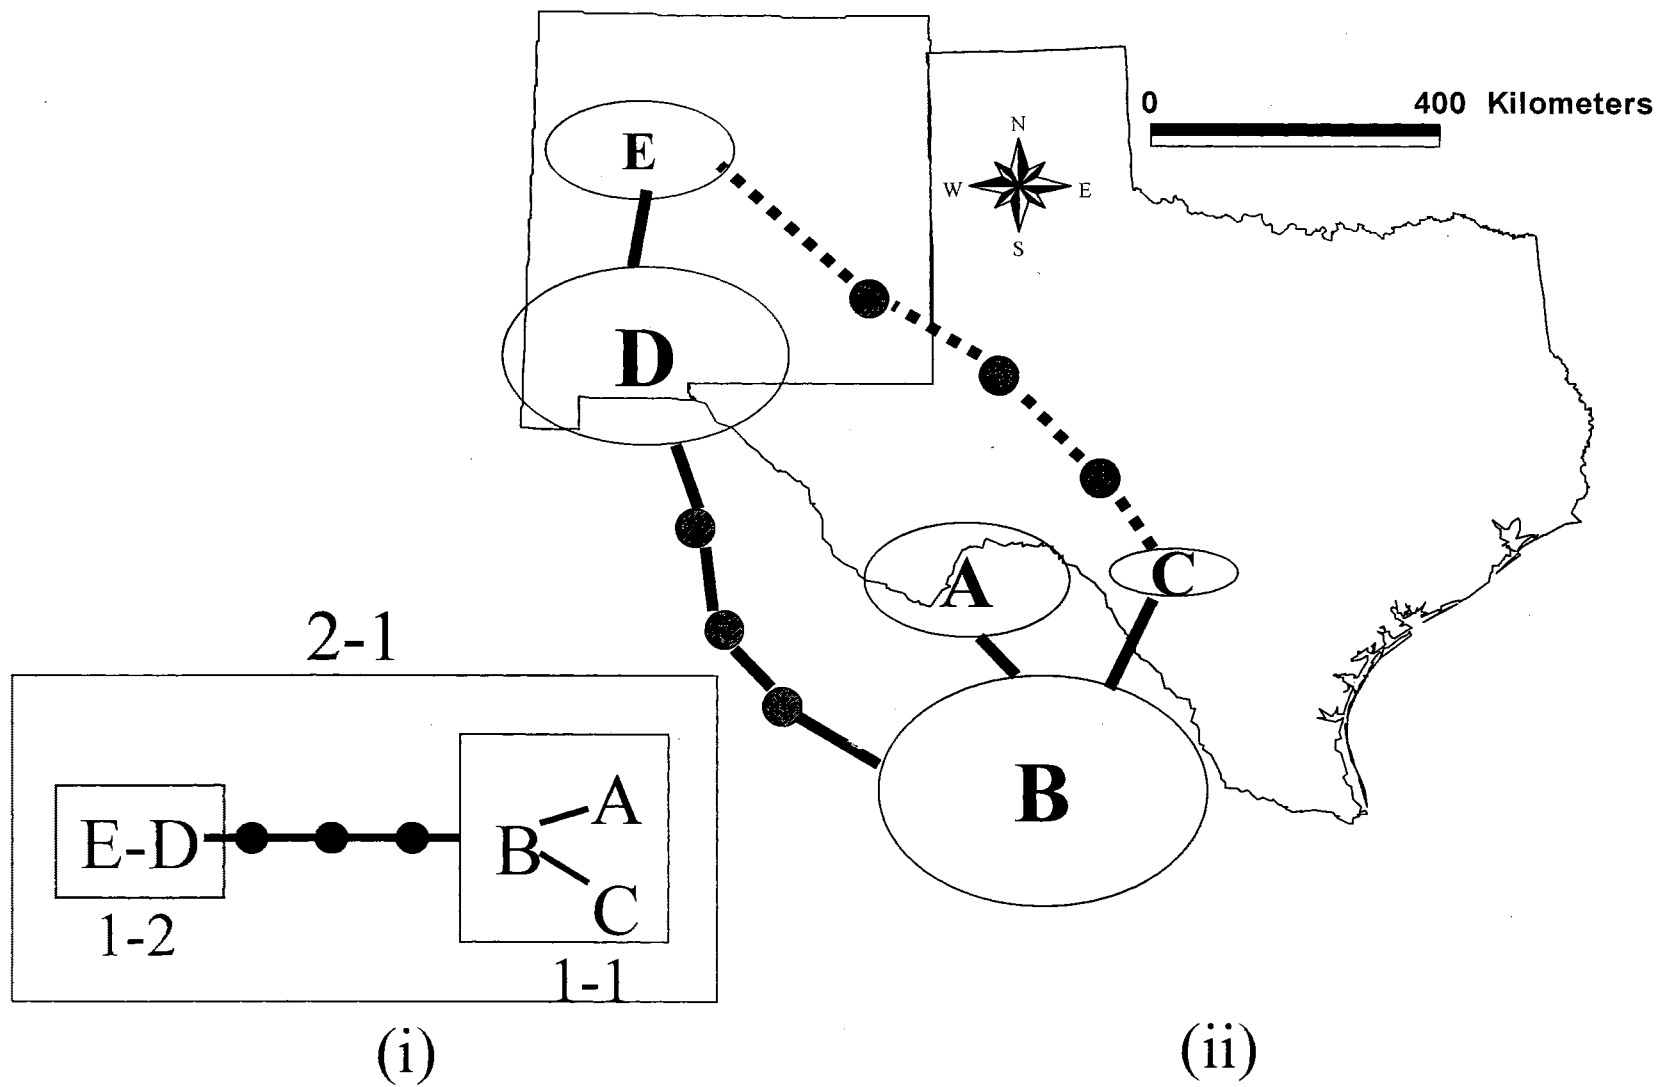 0 400 Kilometers
N
W E
S
E
D
A C
B
2-1
E-D
B
A
C
1-2
1-1
(i) (ii)